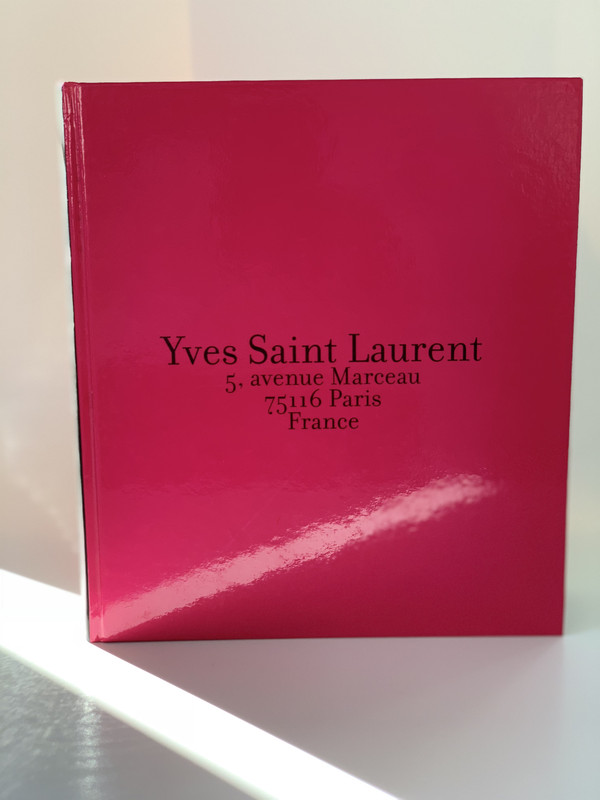 Yves Saint Laurent
5, avenue Marceau
75116 Paris
France